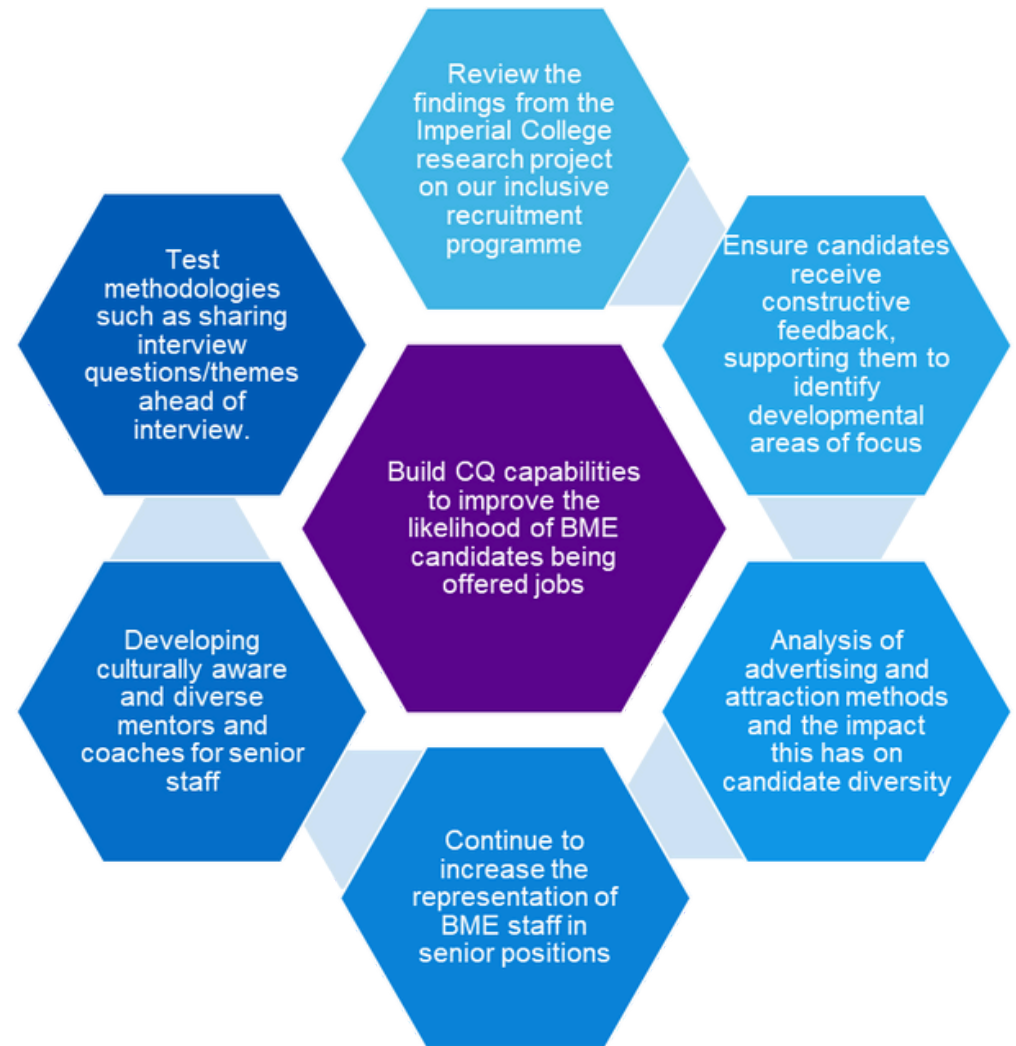 Review the
findings from the
Imperial College
research project
on our inclusive
recruitment
programme
Ensure candidates
receive
constructive
feedback,
supporting them to
identify
developmental
areas of focus
Analysis of
advertising and
attraction methods
and the impact
this has on
candidate diversity
Continue to
increase the
representation of
BME staff in
senior positions
Developing
culturally aware
and diverse
mentors and
coaches for senior
staff
Test
methodologies
such as sharing
interview
questions/themes
ahead of
interview.
Build CQ capabilities
to improve the
likelihood of BME
candidates being
offered jobs